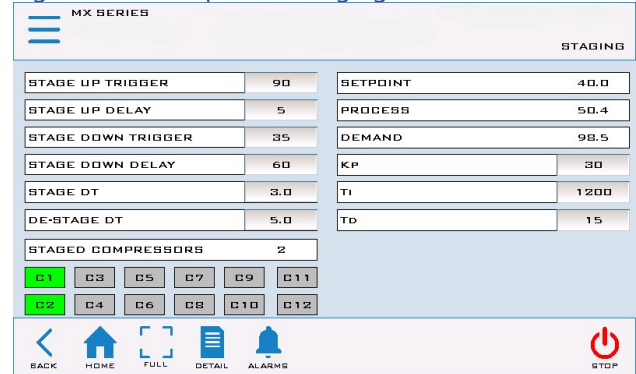 MX SERIES
STAGING
STAGE UP TRIGGER 90
STAGE UP DELAY 5
STAGE DOWN TRIGGER 35
STAGE DOWN DELAY 60
STAGE DT 3.0
DE-STAGE DT 5.0
STAGED COMPRESSORS 2
SETPOINT 40.0
PROCESS 50.4
DEMAND 98.5
KP 30
TI 1200
TD 15
C1 C3 C5 C7 C9 C11
C2 C4 C6 C8 C10 C12
BACK HOME FULL DETAIL ALARMS STOP